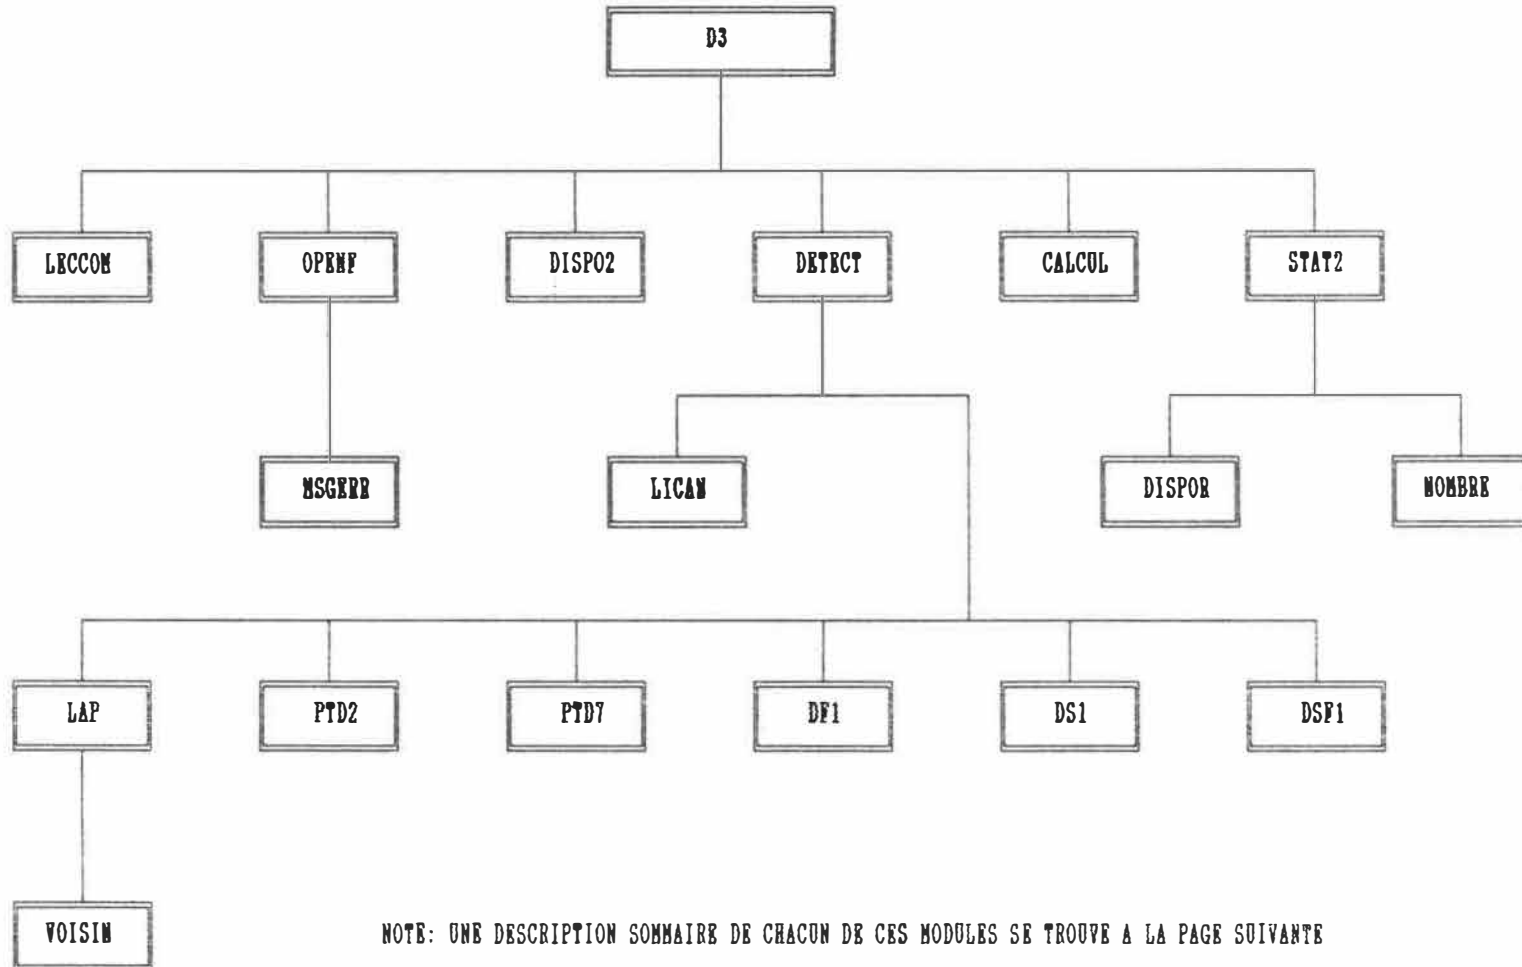 D3
LECCOM
OPENF
DISPO2
DETECT
CALCUL
STAT2
MSGERR
LICAN
DISPOR
NOMBRE
LAP
PTD2
PTD7
DF1
DS1
DSF1
VOISIN
NOTE: UNE DESCRIPTION SOMMAIRE DE CHACUN DE CES MODULES SE TROUVE A LA PAGE SUIVANTE